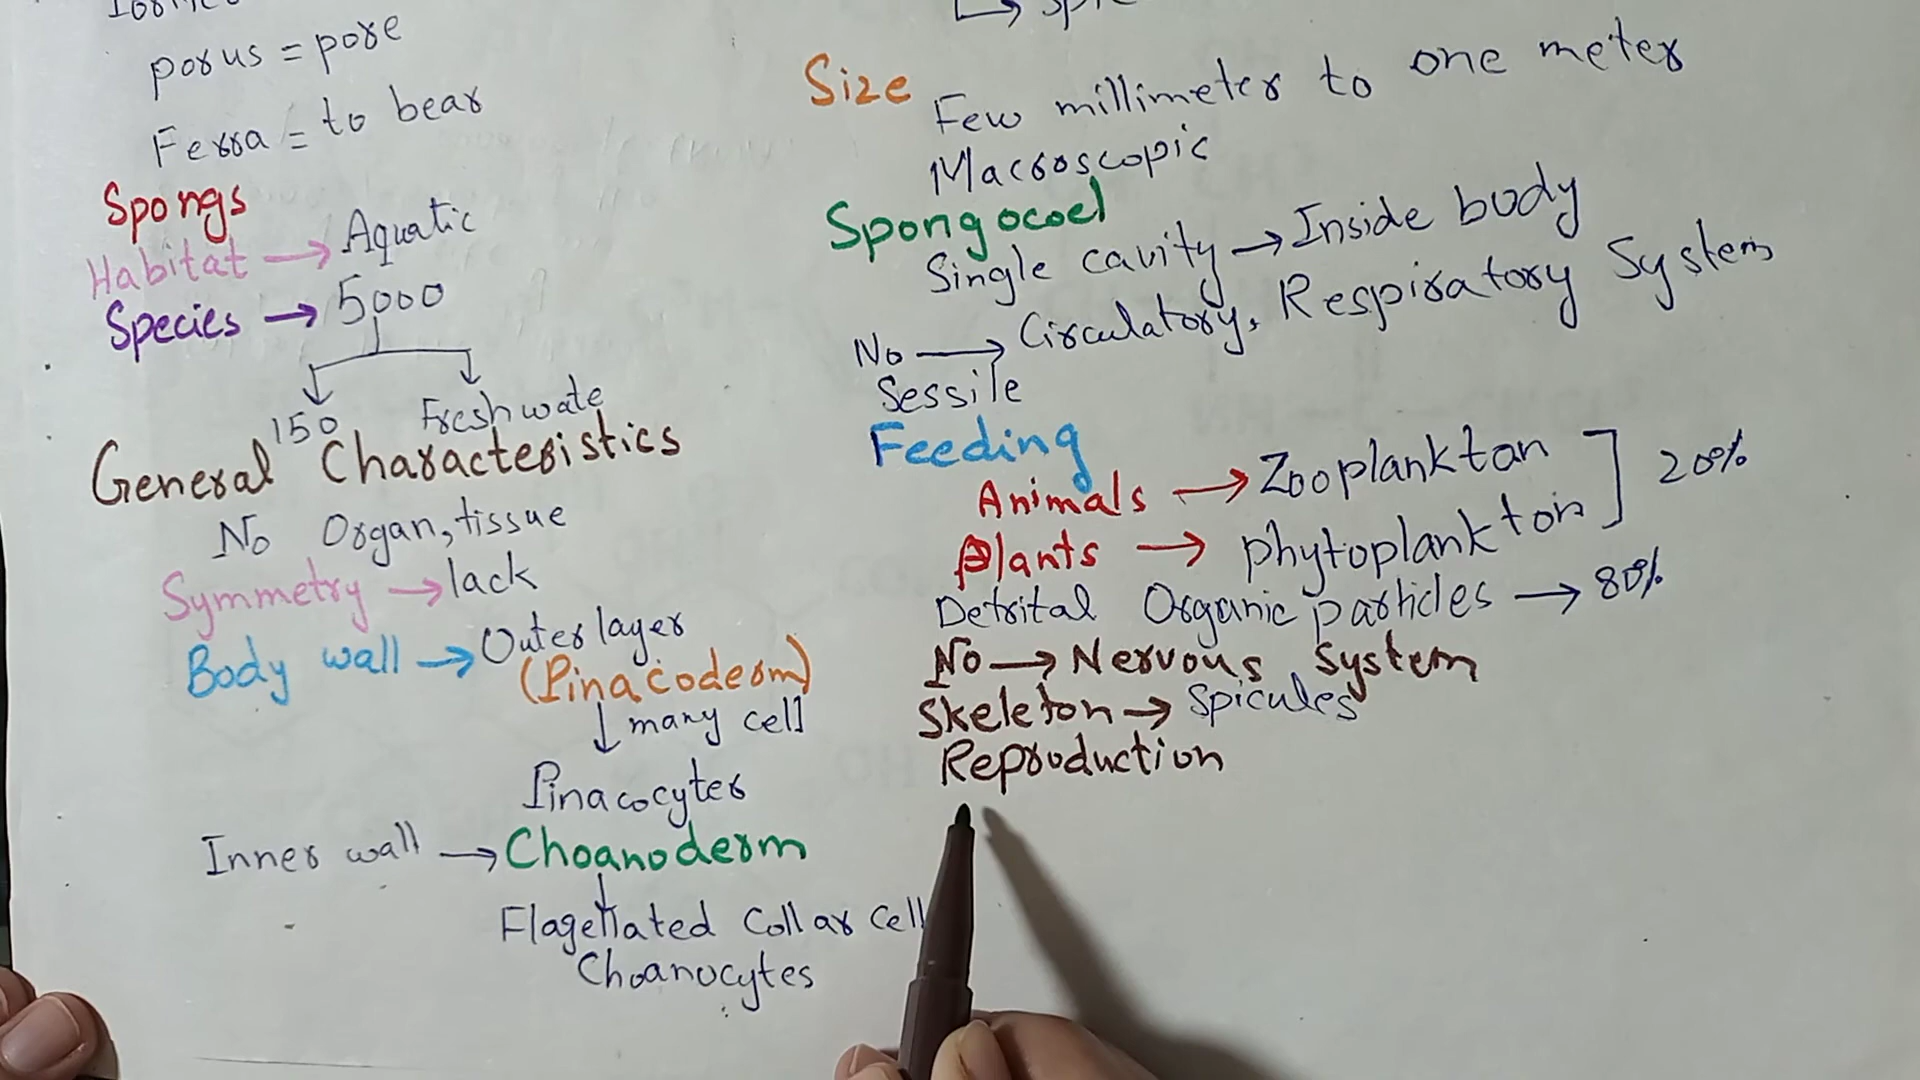 porus = pore
Ferra = to bear
Spongs
Habitat → Aquatic
Species → 5000
150 Freshwate
General Characteristics
No Organ, tissue
Symmetry → lack
Body wall → Outer layer
(Pinacoderm)
↓ many cell
Pinacocytes
Inner wall → Choanoderm
Flagellated Collar Cell
Choanocytes
Size
Few millimeter to one meter
Macroscopic
Spongocoel
Single cavity → Inside body
No → Circulatory, Respiratory System
Sessile
Feeding
Animals → Zooplanktan
Plants → phytoplankton ] 20%
Detrital Organic particles → 80%
No → Nervous System
Skeleton → Spicules
Reproduction